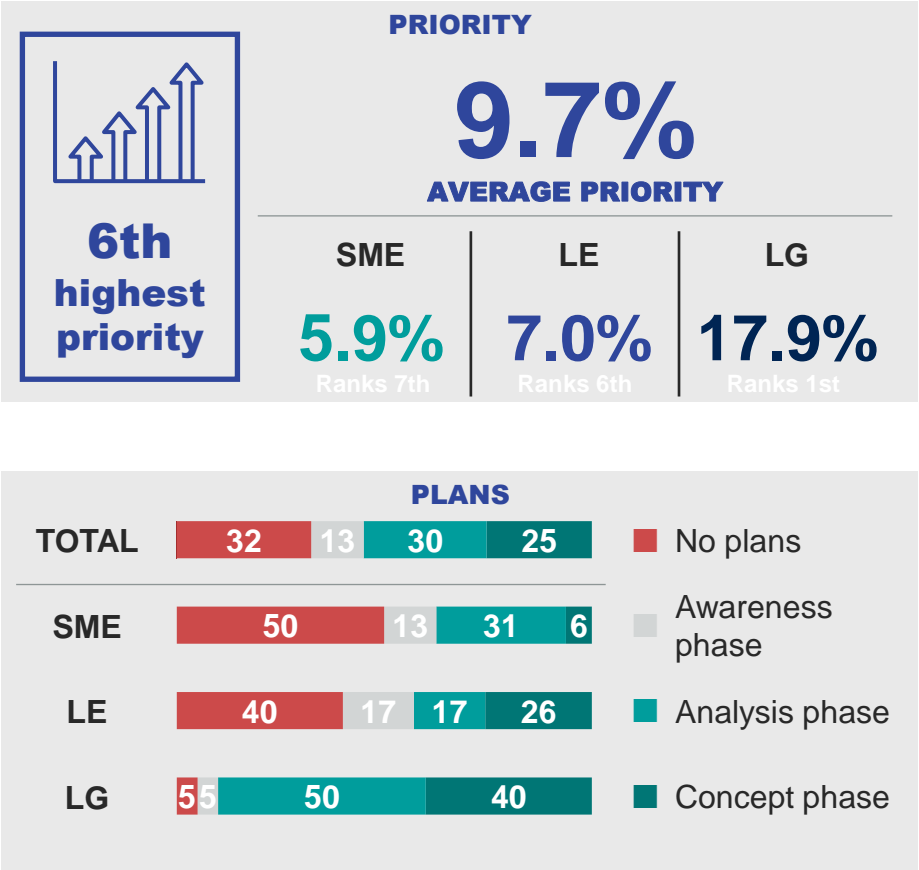 PRIORITY
6th
highest
priority
9.7%
AVERAGE PRIORITY
SME LE LG
5.9% 7.0% 17.9%
Ranks 7th Ranks 6th Ranks 1st
PLANS
TOTAL 32 13 30 25
No plans
SME 50 13 31 6
Awareness
phase
LE 40 17 17 26
Analysis phase
LG 5 5 50 40
Concept phase